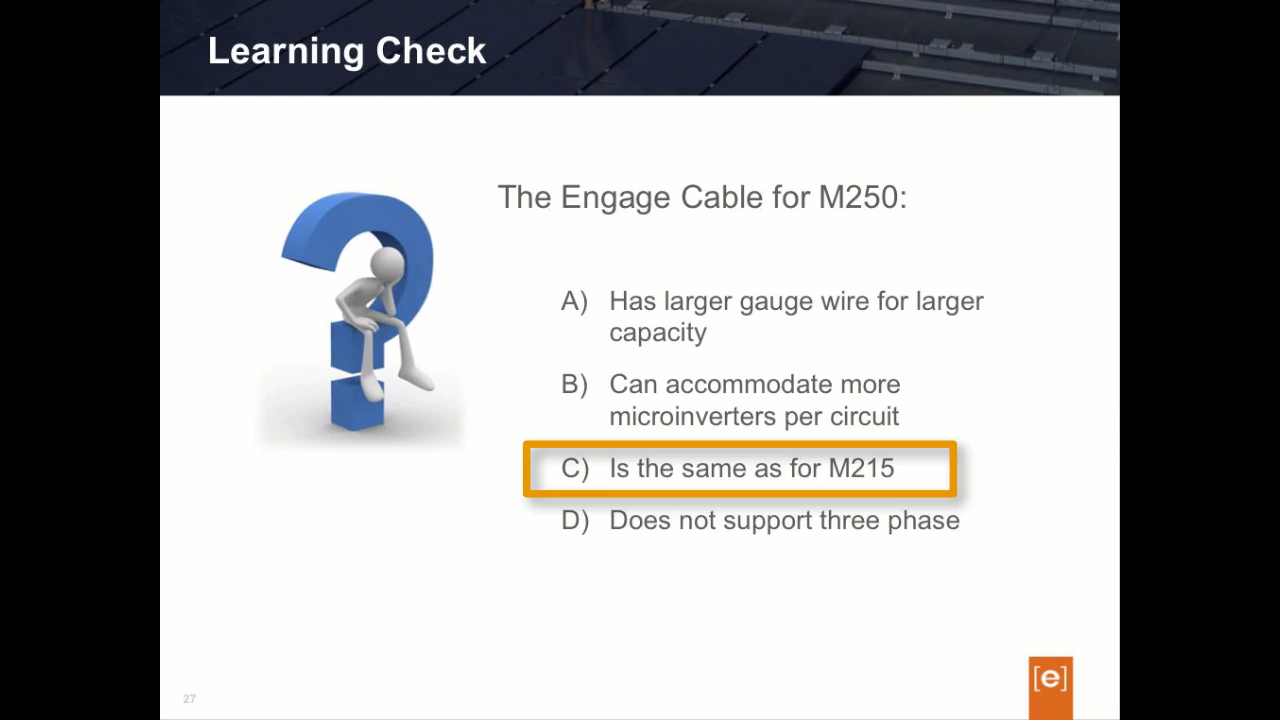 Learning Check
The Engage Cable for M250:
A) Has larger gauge wire for larger
capacity
B) Can accommodate more
microinverters per circuit
C) Is the same as for M215
D) Does not support three phase
27
[e]